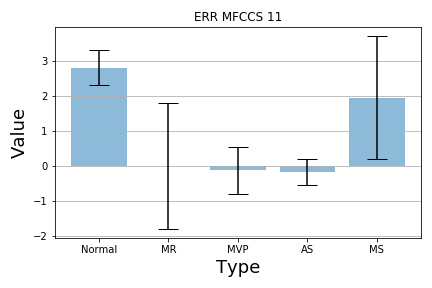 ERR MFCCS 11
Value
3
2
1
0
−1
−2
Normal
MR
MVP
AS
MS
Type